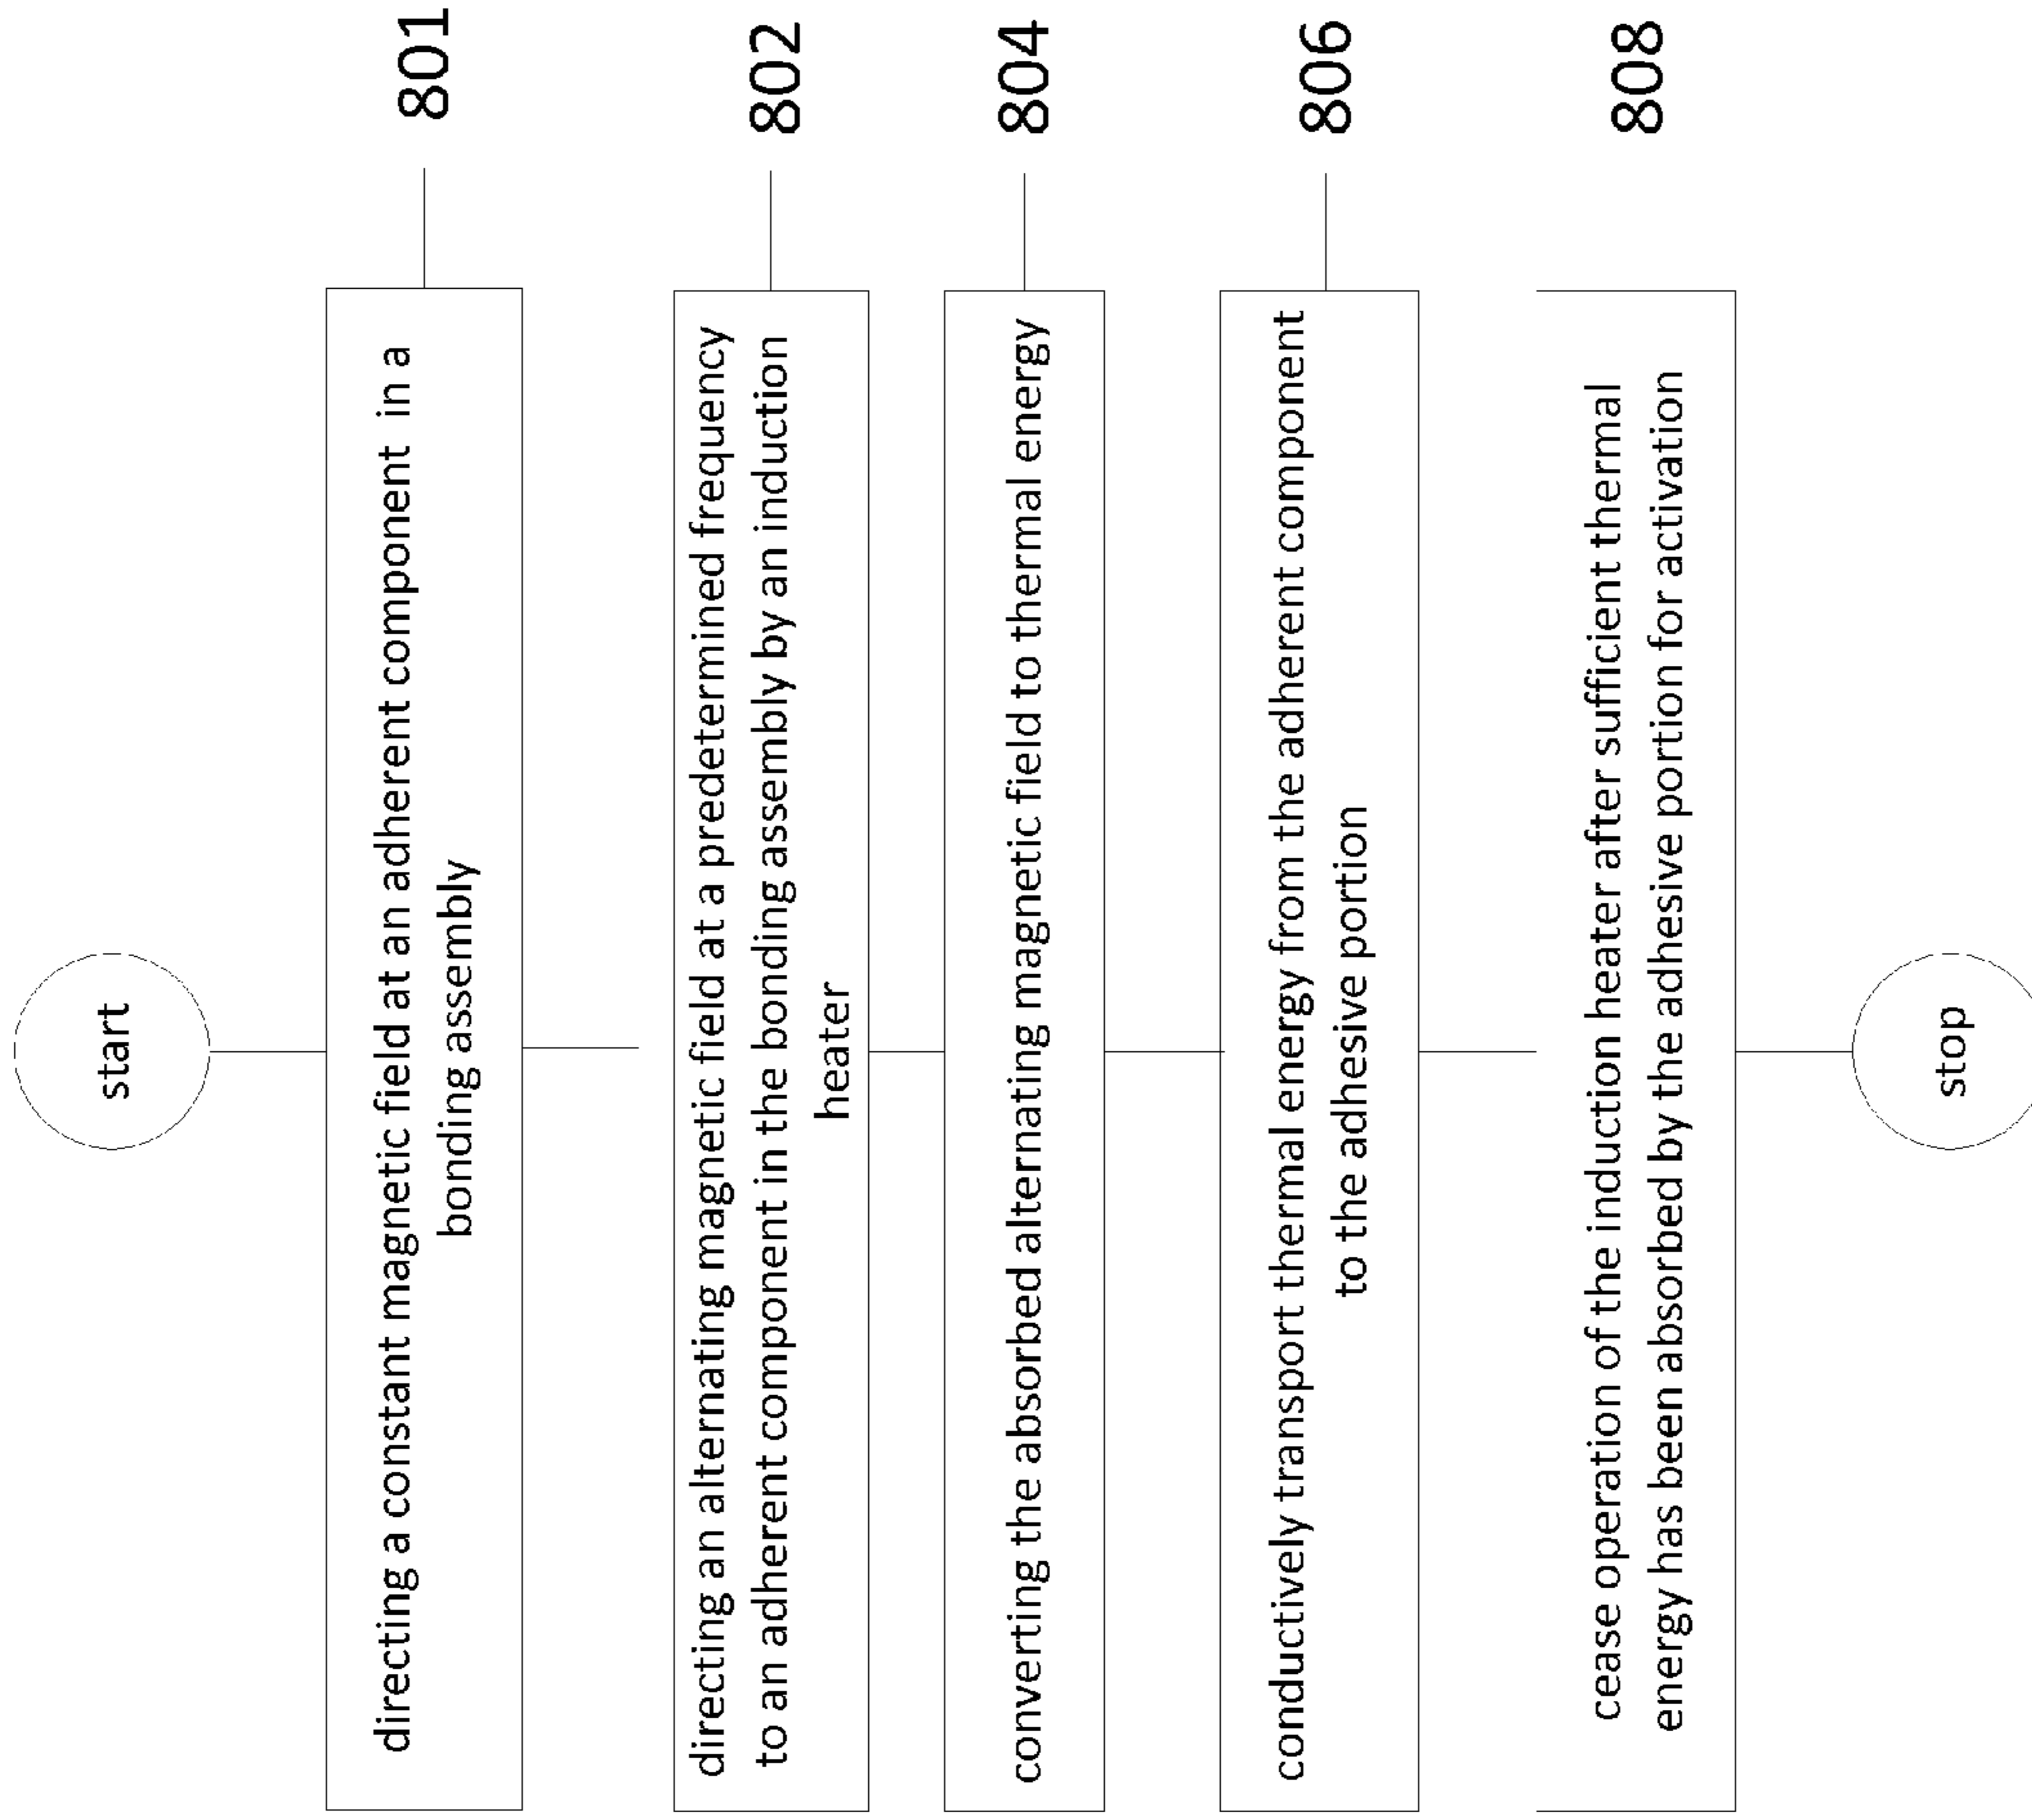 start
directing a constant magnetic field at an adherent component in a
bonding assembly
801
directing an alternating magnetic field at a predetermined frequency
to an adherent component in the bonding assembly by an induction
heater
802
converting the absorbed alternating magnetic field to thermal energy
804
conductively transport thermal energy from the adherent component
to the adhesive portion
806
cease operation of the induction heater after sufficient thermal
energy has been absorbed by the adhesive portion for activation
808
stop